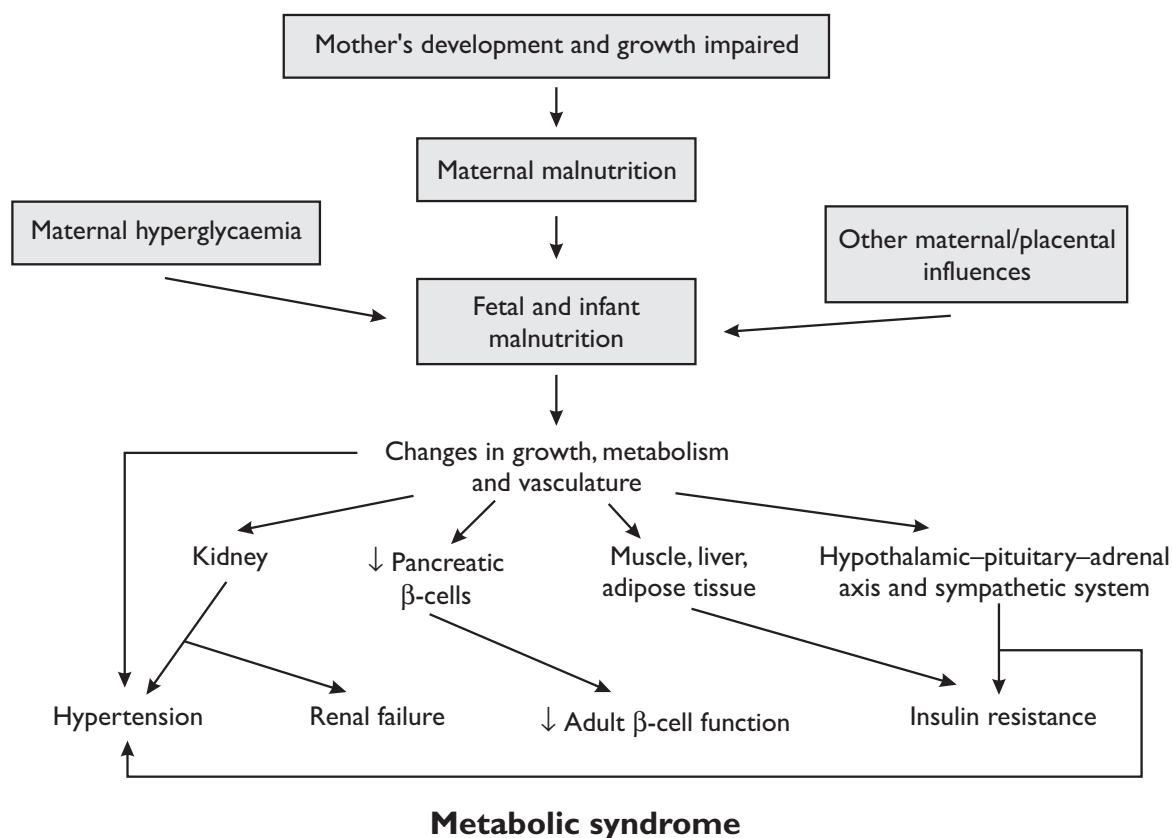 Mother's development and growth impaired
Maternal malnutrition
Maternal hyperglycaemia
Other maternal/placental
influences
Fetal and infant
malnutrition
Changes in growth, metabolism
and vasculature
Kidney
↓ Pancreatic
β-cells
Muscle, liver,
adipose tissue
Hypothalamic–pituitary–adrenal
axis and sympathetic system
Hypertension
Renal failure
↓ Adult β-cell function
Insulin resistance
Metabolic syndrome